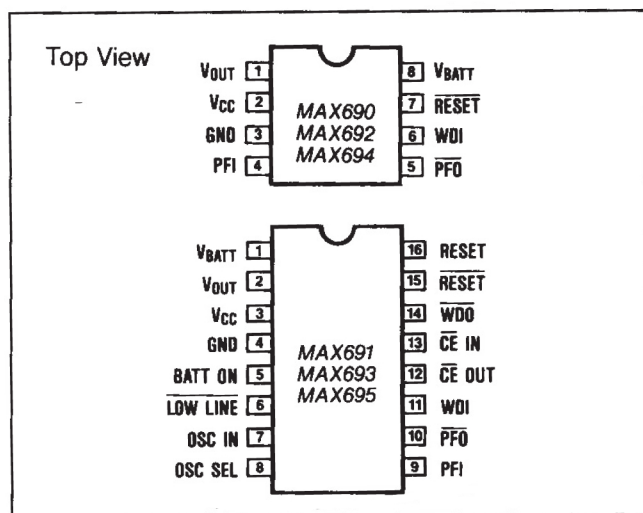 Top View
VOUT 1
VCC 2
GND 3
PFI 4
MAX690
MAX692
MAX694
8 VBATT
7 RESET
6 WDI
5 PFO
VBATT 1
VOUT 2
VCC 3
GND 4
BATT ON 5
LOW LINE 6
OSC IN 7
OSC SEL 8
MAX691
MAX693
MAX695
16 RESET
15 RESET
14 WDO
13 CE IN
12 CE OUT
11 WDI
10 PFO
9 PFI